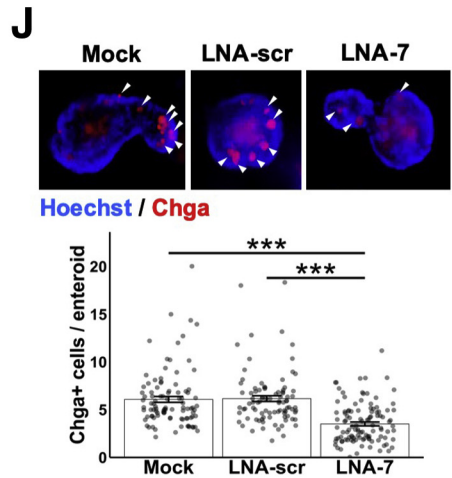 J
Mock LNA-scr LNA-7
Hoechst / Chga
***
***
Chga+ cells / enteroid
20
15
10
5
0
Mock LNA-scr LNA-7